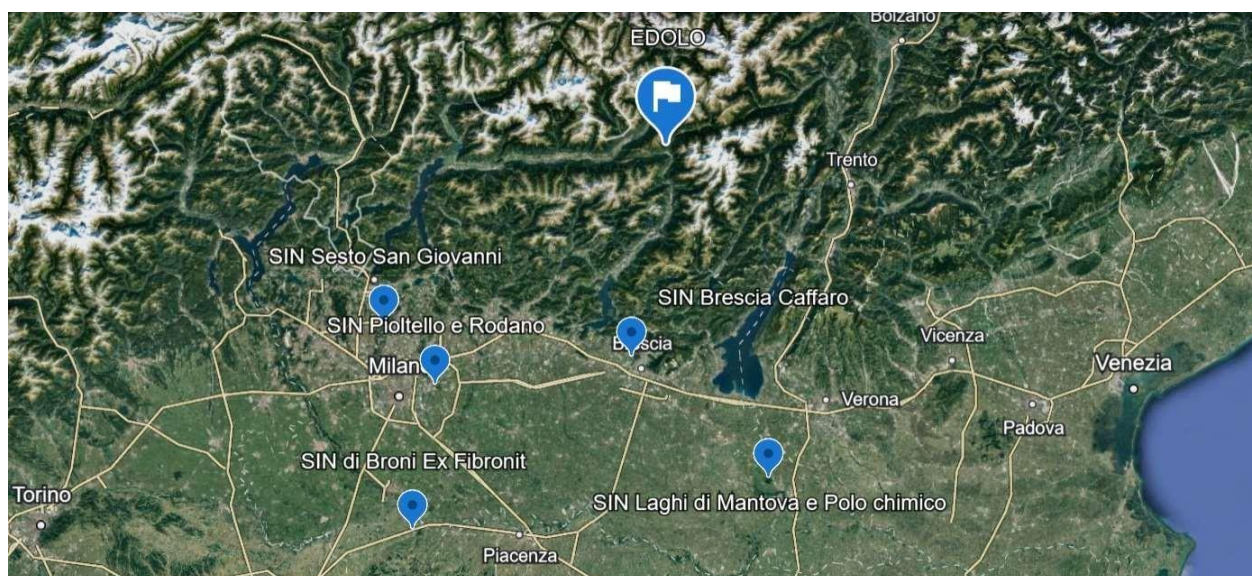 Bolzano
EDOLO
Trento
SIN Sesto San Giovanni
SIN Brescia Caffaro
SIN Pioltello e Rodano
Brescia
Vicenza
Milano
Venezia
Verona
Padova
SIN di Broni Ex Fibronit
Torino
SIN Laghi di Mantova e Polo chimico
Piacenza